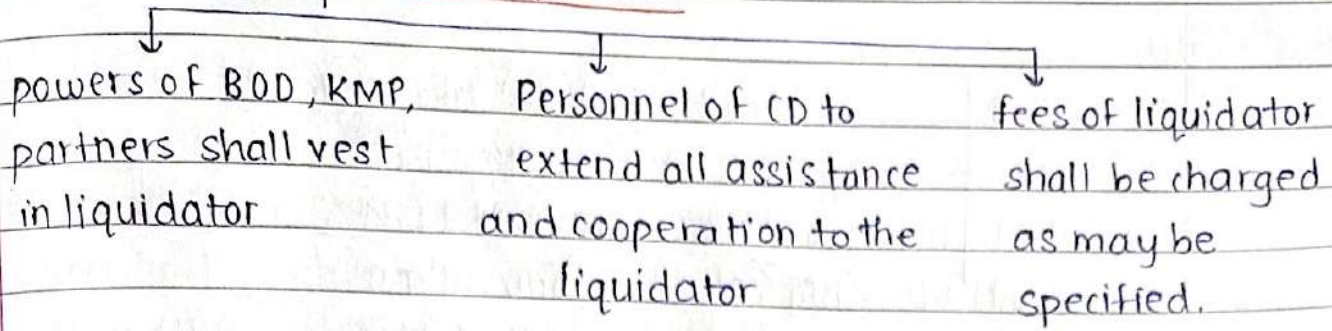 powers of BOD, KMP,
partners shall vest
in liquidator
Personnel of CD to
extend all assistance
and cooperation to the
liquidator
fees of liquidator
shall be charged
as may be
specified.